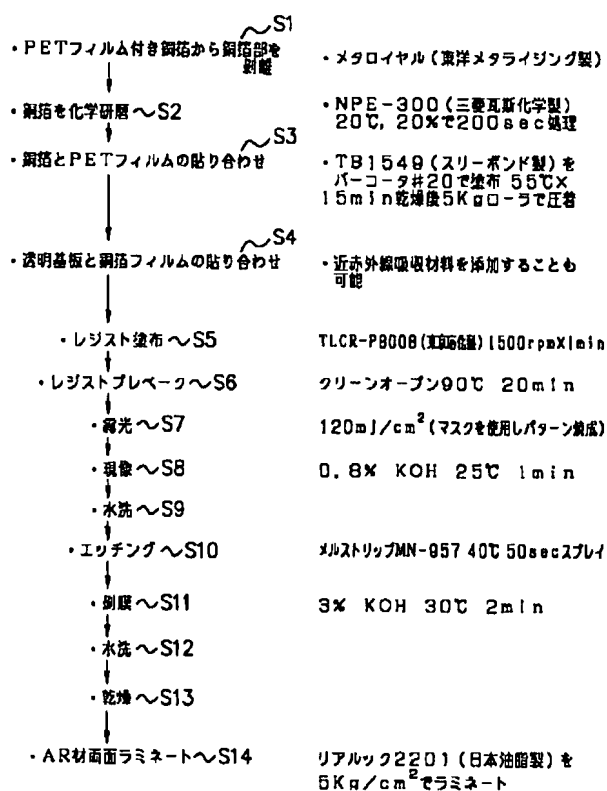 S1
・PETフィルム付き銅箔から銅箔部を
剥離
・メタロイヤル(東洋メタライジング製)
・銅箔を化学研磨〜S2
・NPE-300(三菱瓦斯化学製)
20℃, 20%で200sec処理
S3
・銅箔とPETフィルムの貼り合わせ
・TB1549(スリーボンド製)を
バーコータ#20で塗布 55℃×
15min乾燥後5Kgローラで圧着
S4
・透明基板と銅箔フィルムの貼り合わせ
・近赤外線吸収材料を添加することも
可能
・レジスト塗布〜S5
TLCR-P8008(東京応化製)1500rpmX1min
・レジストプレベーク〜S6
クリーンオーブン90℃ 20min
・露光〜S7
120mJ/cm²(マスクを使用しパターン焼成)
・現像〜S8
0.8% KOH 25℃ 1min
・水洗〜S9
・エッチング〜S10
メルストリップMN-957 40℃ 50secスプレイ
・剥膜〜S11
3% KOH 30℃ 2min
・水洗〜S12
・乾燥〜S13
・AR材両面ラミネート〜S14
リアルック2201(日本油脂製)を
5Kg/cm²でラミネート